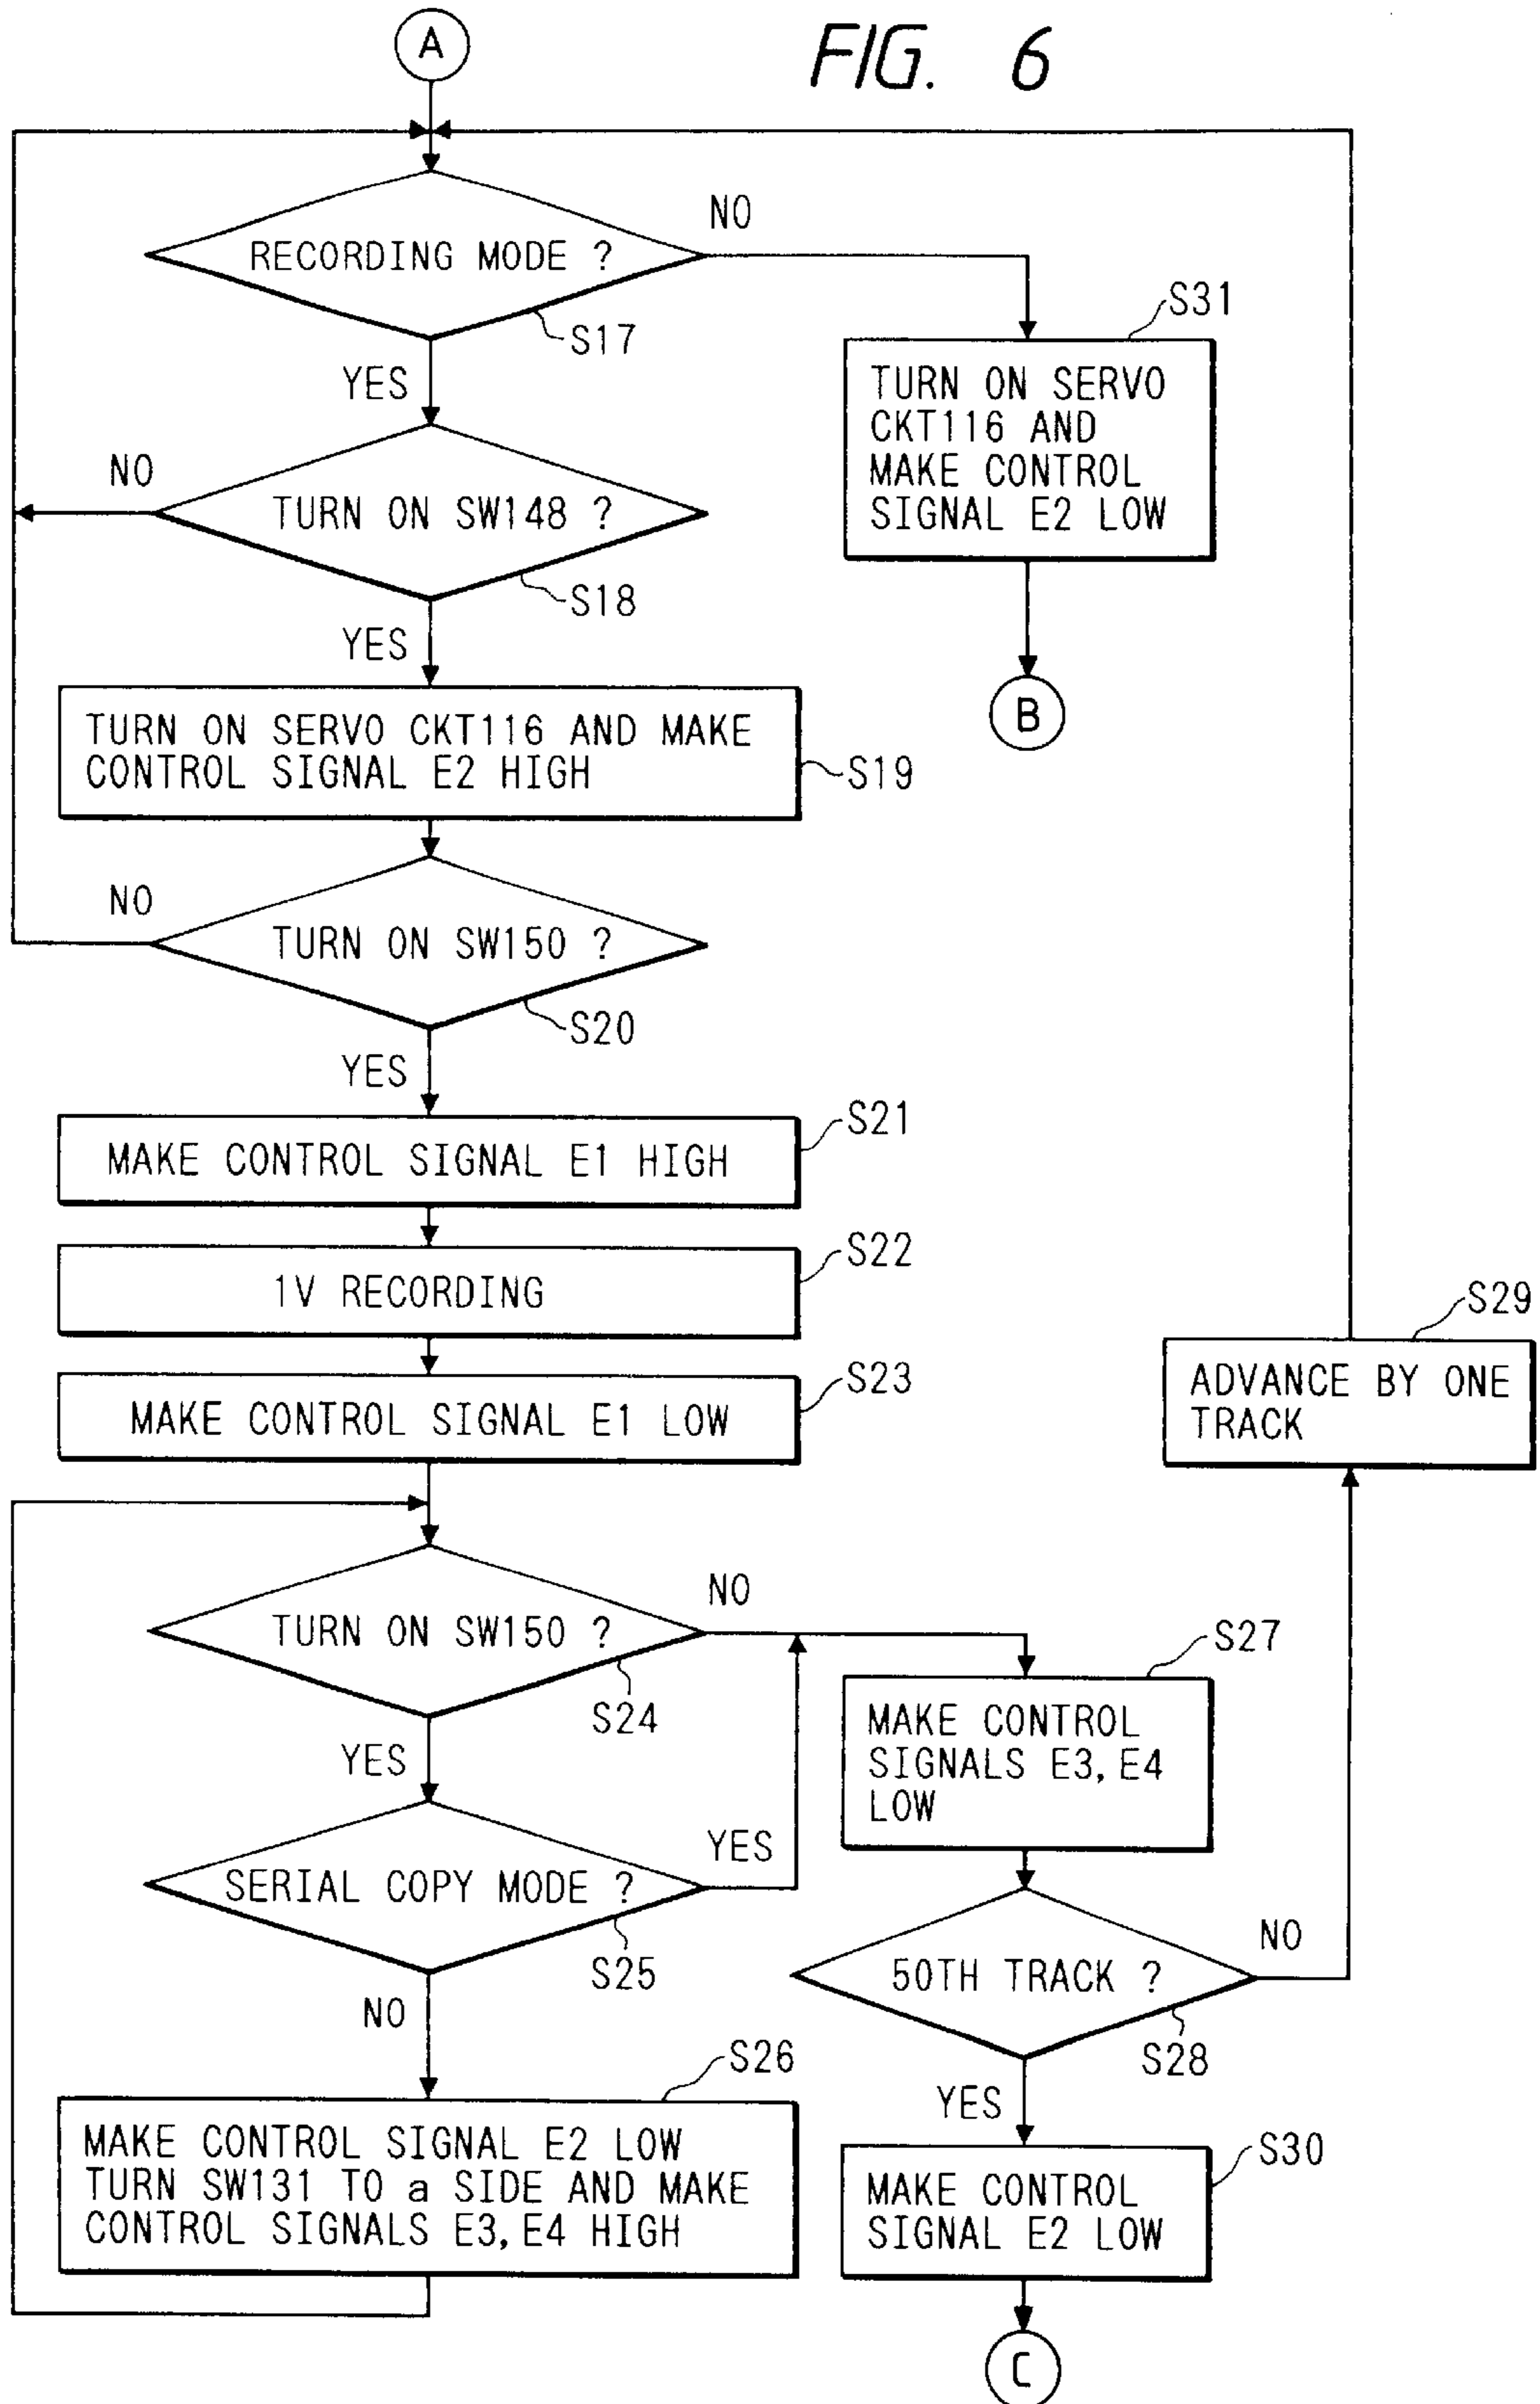 FIG. 6
A
RECORDING MODE ?
NO
S17
YES
S31
TURN ON SERVO
CKT116 AND
MAKE CONTROL
SIGNAL E2 LOW
B
TURN ON SW148 ?
NO
S18
YES
TURN ON SERVO CKT116 AND MAKE
CONTROL SIGNAL E2 HIGH
S19
TURN ON SW150 ?
NO
S20
YES
MAKE CONTROL SIGNAL E1 HIGH
S21
1V RECORDING
S22
MAKE CONTROL SIGNAL E1 LOW
S23
S29
ADVANCE BY ONE
TRACK
TURN ON SW150 ?
NO
S24
YES
S27
MAKE CONTROL
SIGNALS E3, E4
LOW
SERIAL COPY MODE ?
YES
S25
NO
50TH TRACK ?
NO
S28
YES
S26
MAKE CONTROL SIGNAL E2 LOW
TURN SW131 TO a SIDE AND MAKE
CONTROL SIGNALS E3, E4 HIGH
S30
MAKE CONTROL
SIGNAL E2 LOW
C